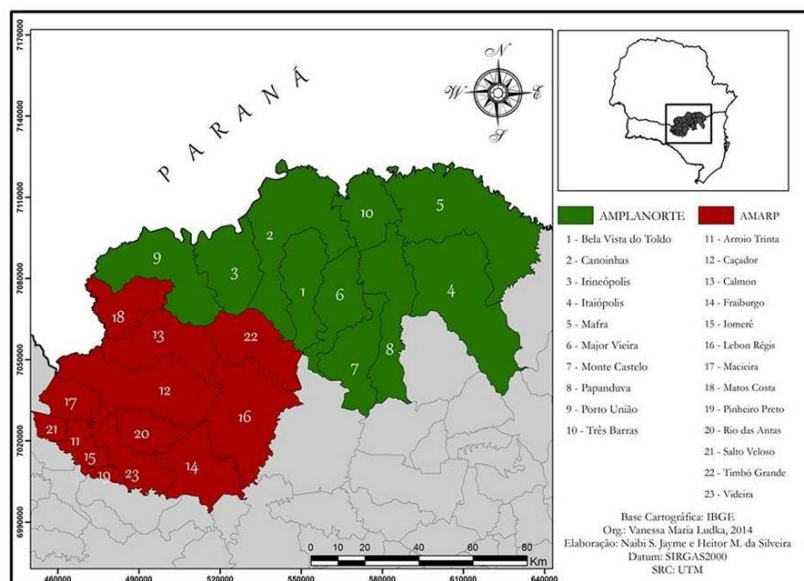 PARANÁ
N
W E
S
7170000
7140000
7110000
7080000
7050000
7020000
6990000
460000 490000 520000 550000 580000 610000 640000
9
3
2
10
5
1
6
4
7
8
18
13
22
12
17
16
21
11
20
15
14
19
23
0 10 20 40 60 80
Km
AMPLANORTE
1 - Bela Vista do Toldo
2 - Canoinhas
3 - Irineópolis
4 - Itaiópolis
5 - Mafra
6 - Major Vieira
7 - Monte Castelo
8 - Papanduva
9 - Porto União
10 - Três Barras
AMARP
11 - Arroio Trinta
12 - Caçador
13 - Calmon
14 - Fraiburgo
15 - Iomerê
16 - Lebon Régis
17 - Macieira
18 - Matos Costa
19 - Pinheiro Preto
20 - Rio das Antas
21 - Salto Veloso
22 - Timbó Grande
23 - Videira
Base Cartográfica: IBGE
Org.: Vanessa Maria Ludka, 2014
Elaboração: Naibi S. Jayme e Heitor M. da Silveira
Datum: SIRGAS2000
SRC: UTM